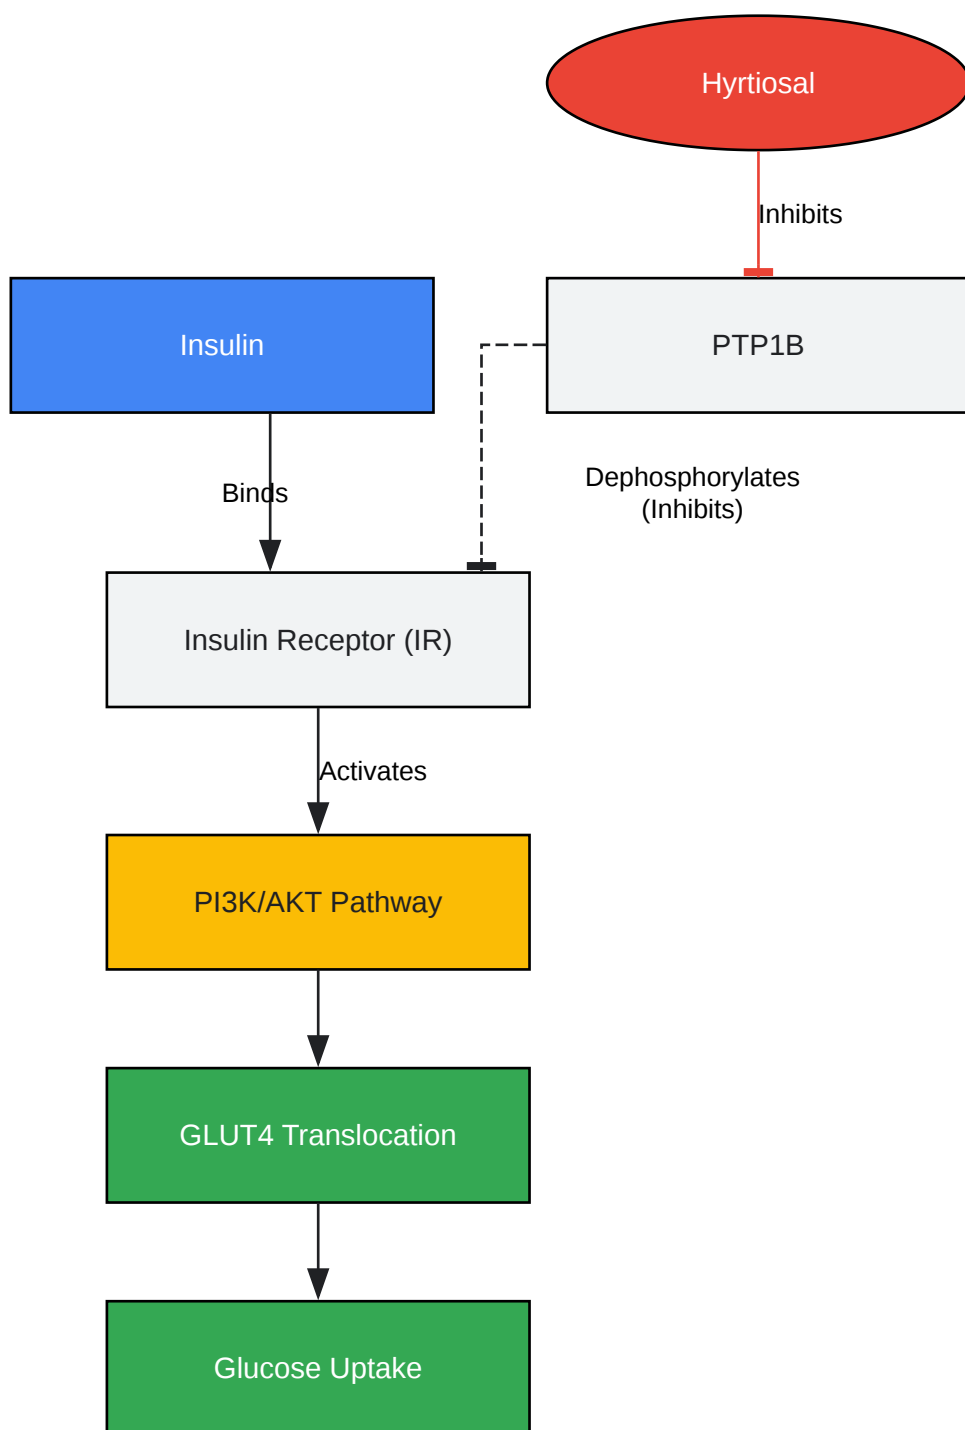 Hyrtiosal
Inhibits
Insulin
PTP1B
Binds
Dephosphorylates
(Inhibits)
Insulin Receptor (IR)
Activates
PI3K/AKT Pathway
GLUT4 Translocation
Glucose Uptake